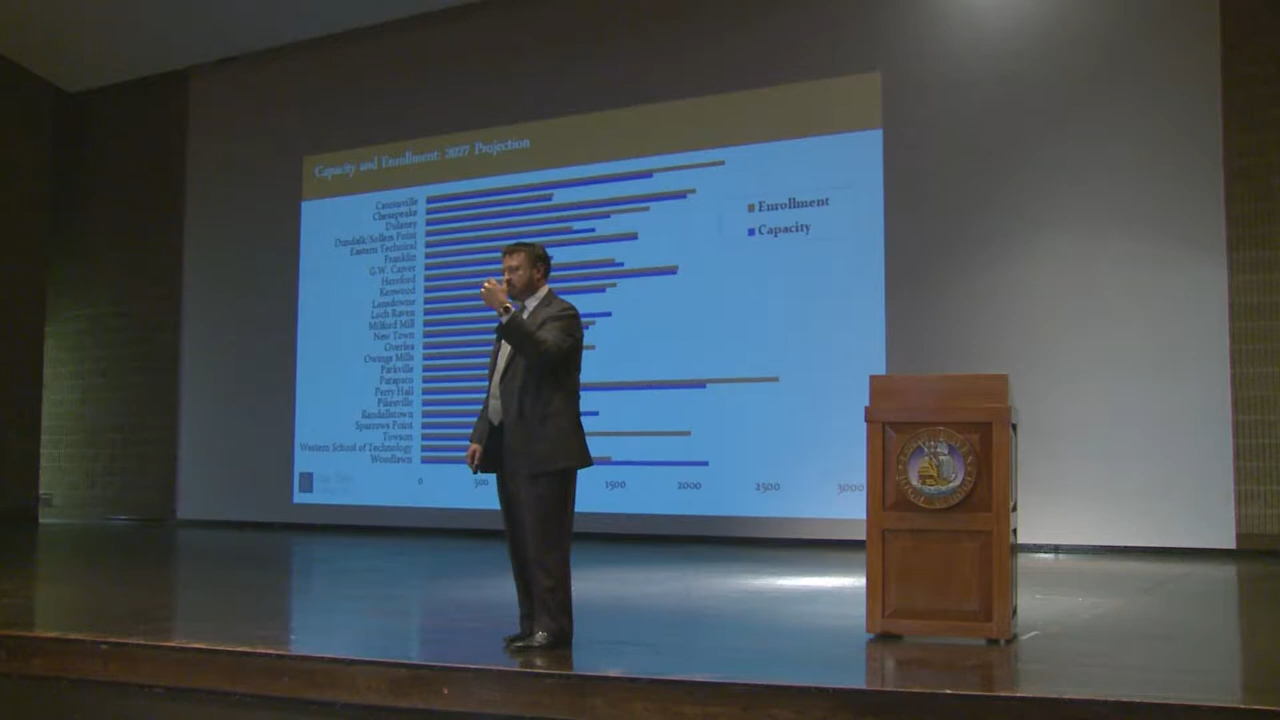 Capacity and Enrollment: 2027 Projection
Catonsville
Chesapeake
Dulaney
Dundalk/Sollers Point
Eastern Technical
Franklin
G.W. Carver
Hereford
Kenwood
Lansdowne
Loch Raven
Milford Mill
New Town
Overlea
Owings Mills
Parkville
Patapsco
Perry Hall
Pikesville
Randallstown
Sparrows Point
Towson
Western School of Technology
Woodlawn
Enrollment
Capacity
0
500
1500
2000
2500
3000